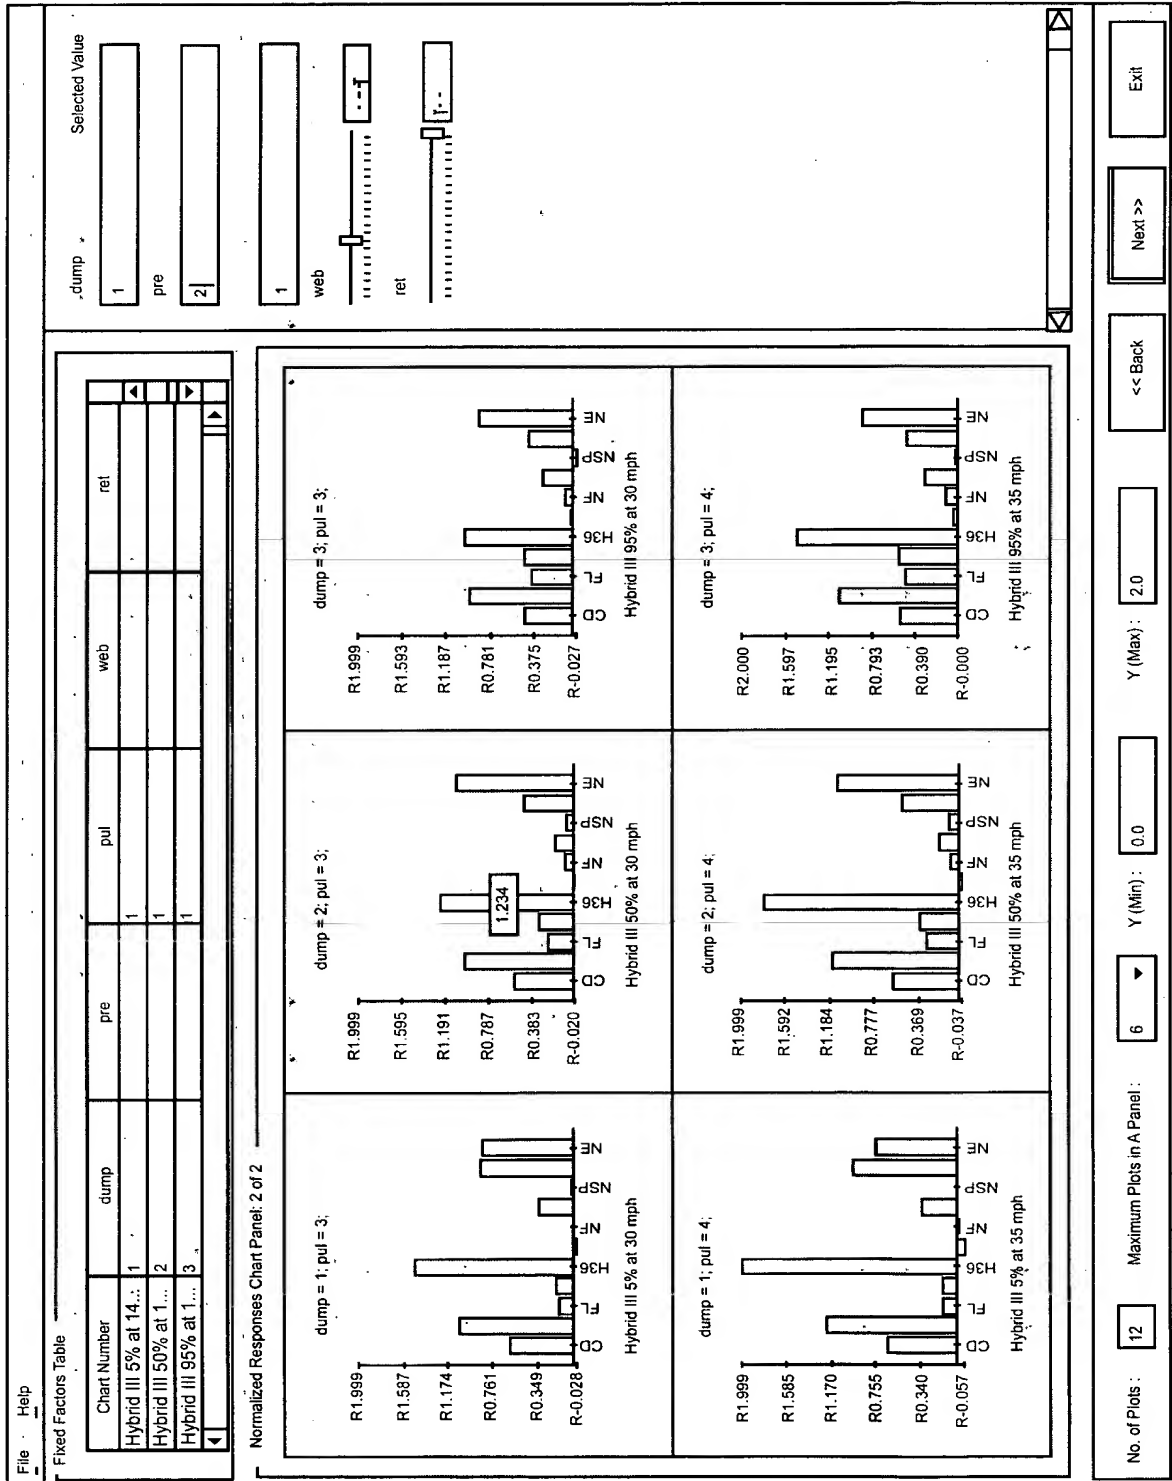 File Help
Fixed Factors Table
Chart Number dump pre pul web ret
Hybrid III 5% at 14... 1 1
Hybrid III 50% at 1... 2 1
Hybrid III 95% at 1... 3 1
Normalized Responses Chart Panel: 2 of 2
dump = 1; pul = 3;
R1.999
R1.587
R1.174
R0.761
R0.349
R-0.028
CD FL H36 NF NSP NE
Hybrid III 5% at 30 mph
dump = 2; pul = 3;
R1.999
R1.595
R1.191
R0.787
R0.383
R-0.020
1.234
CD FL H36 NF NSP NE
Hybrid III 50% at 30 mph
dump = 3; pul = 3;
R1.999
R1.593
R1.187
R0.781
R0.375
R-0.027
CD FL H36 NF NSP NE
Hybrid III 95% at 30 mph
dump = 1; pul = 4;
R1.999
R1.585
R1.170
R0.755
R0.340
R-0.057
CD FL H36 NF NSP NE
Hybrid III 5% at 35 mph
dump = 2; pul = 4;
R1.999
R1.592
R1.184
R0.777
R0.369
R-0.037
CD FL H36 NF NSP NE
Hybrid III 50% at 35 mph
dump = 3; pul = 4;
R2.000
R1.597
R1.195
R0.793
R0.390
R-0.000
CD FL H36 NF NSP NE
Hybrid III 95% at 35 mph
dump Selected Value
1
pre
2
1
web
ret
No. of Plots : 12 Maximum Plots in A Panel : 6 Y (Min) : 0.0 Y (Max) : 2.0 << Back Next >> Exit